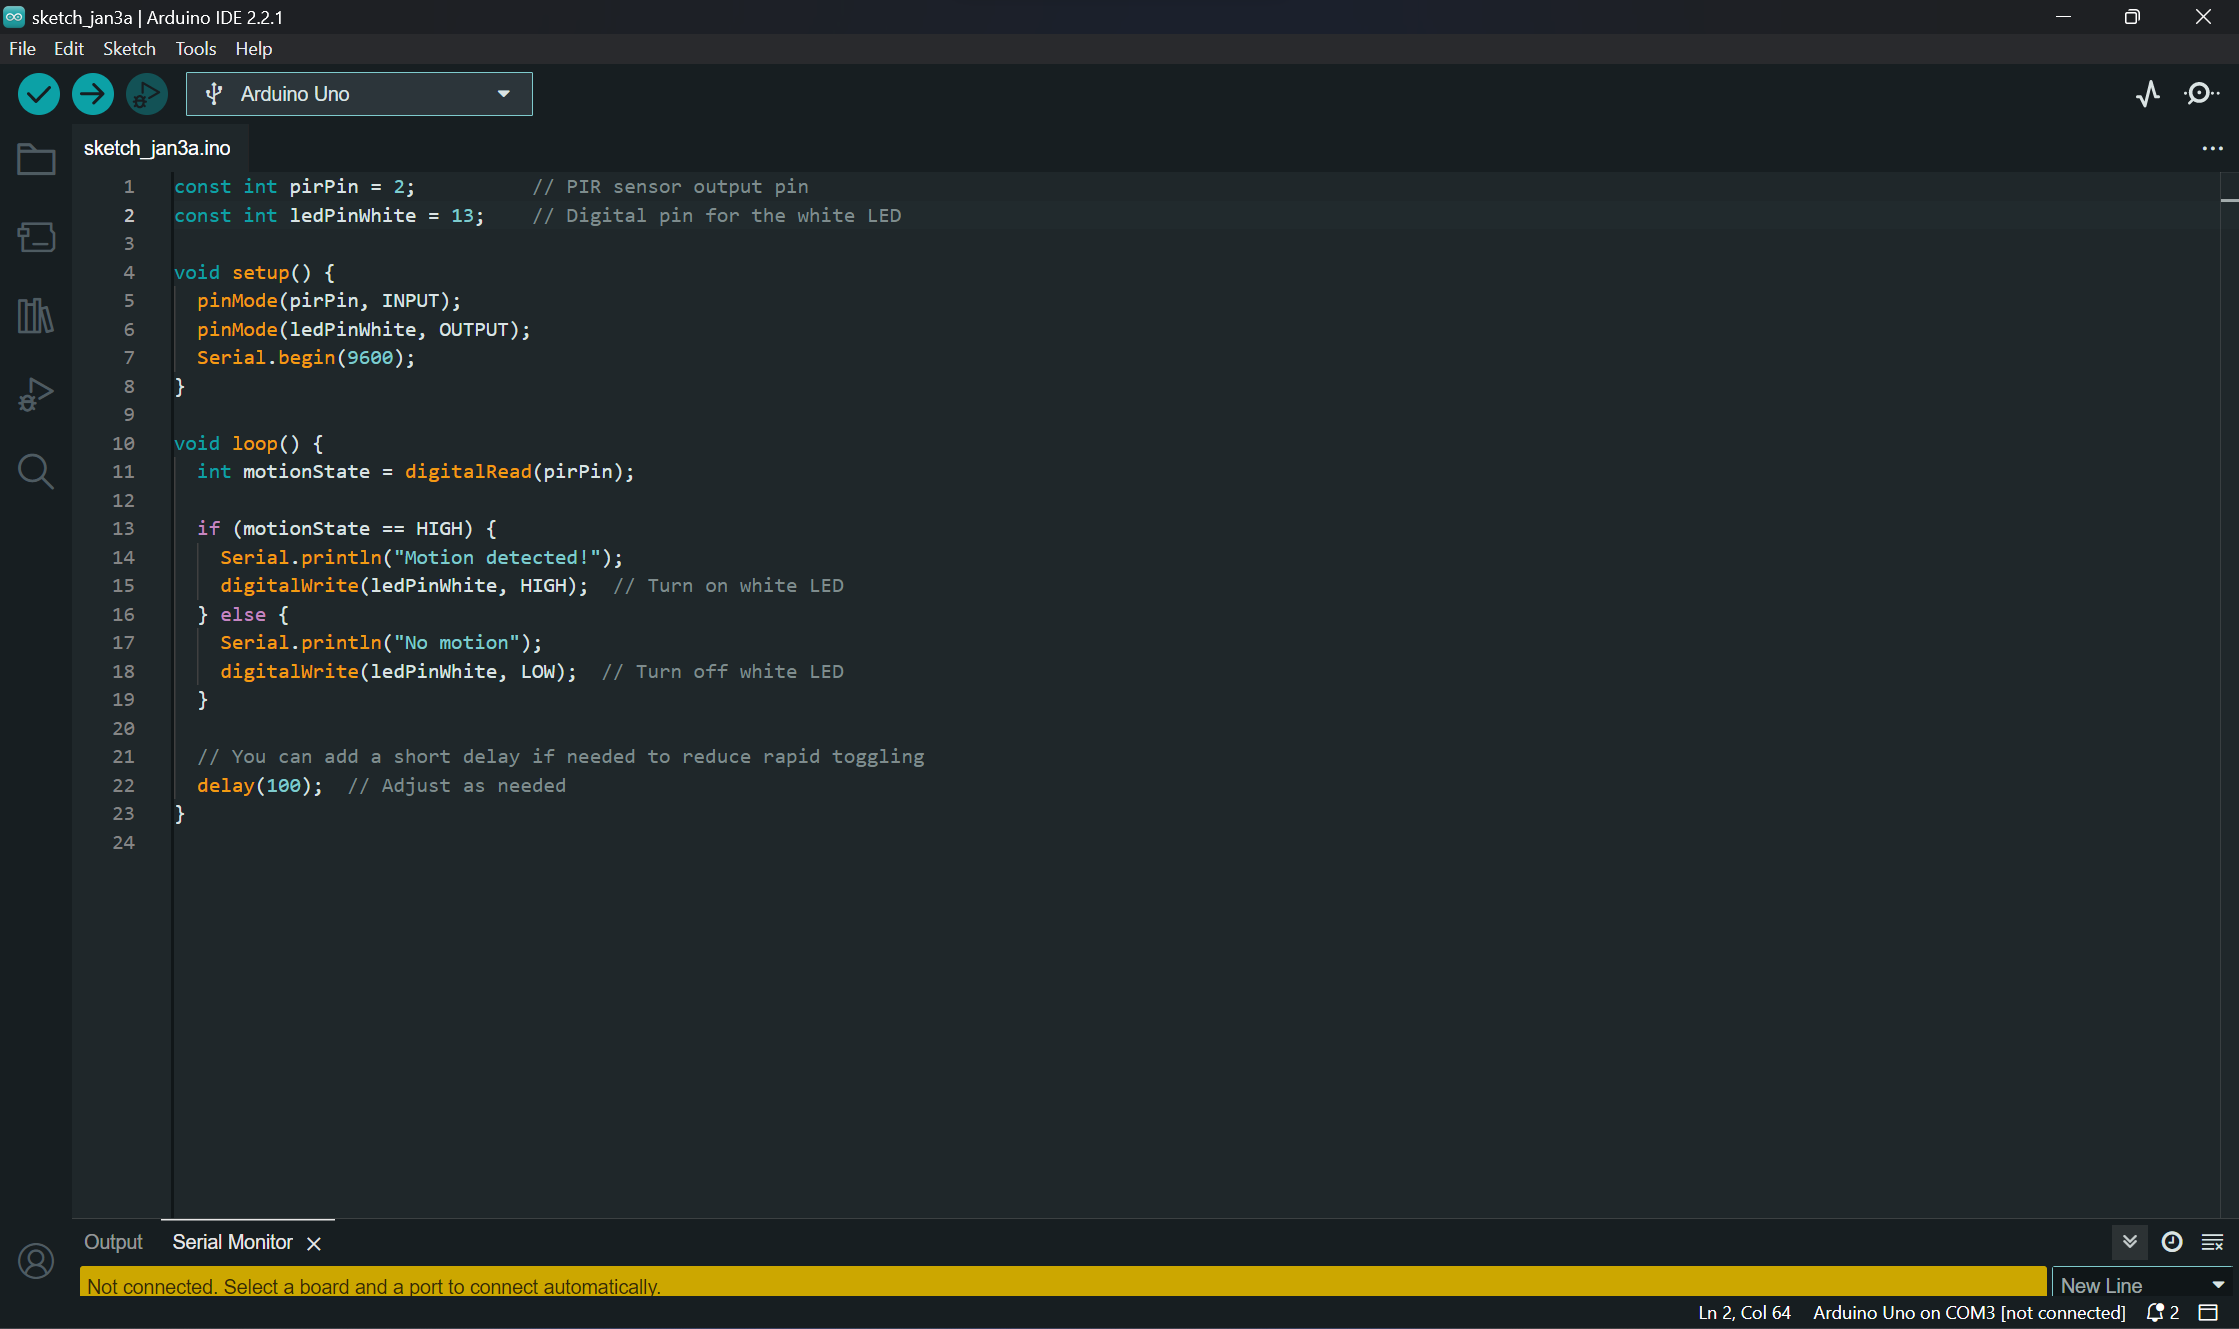 sketch_jan3a | Arduino IDE 2.2.1
File Edit Sketch Tools Help
Arduino Uno
sketch_jan3a.ino
1 const int pirPin = 2;          // PIR sensor output pin
2 const int ledPinWhite = 13;    // Digital pin for the white LED
3
4 void setup() {
5   pinMode(pirPin, INPUT);
6   pinMode(ledPinWhite, OUTPUT);
7   Serial.begin(9600);
8 }
9
10 void loop() {
11   int motionState = digitalRead(pirPin);
12
13   if (motionState == HIGH) {
14     Serial.println("Motion detected!");
15     digitalWrite(ledPinWhite, HIGH);  // Turn on white LED
16   } else {
17     Serial.println("No motion");
18     digitalWrite(ledPinWhite, LOW);  // Turn off white LED
19   }
20
21   // You can add a short delay if needed to reduce rapid toggling
22   delay(100);  // Adjust as needed
23 }
24
Output Serial Monitor
Not connected. Select a board and a port to connect automatically.
New Line
Ln 2, Col 64 Arduino Uno on COM3 [not connected] 2